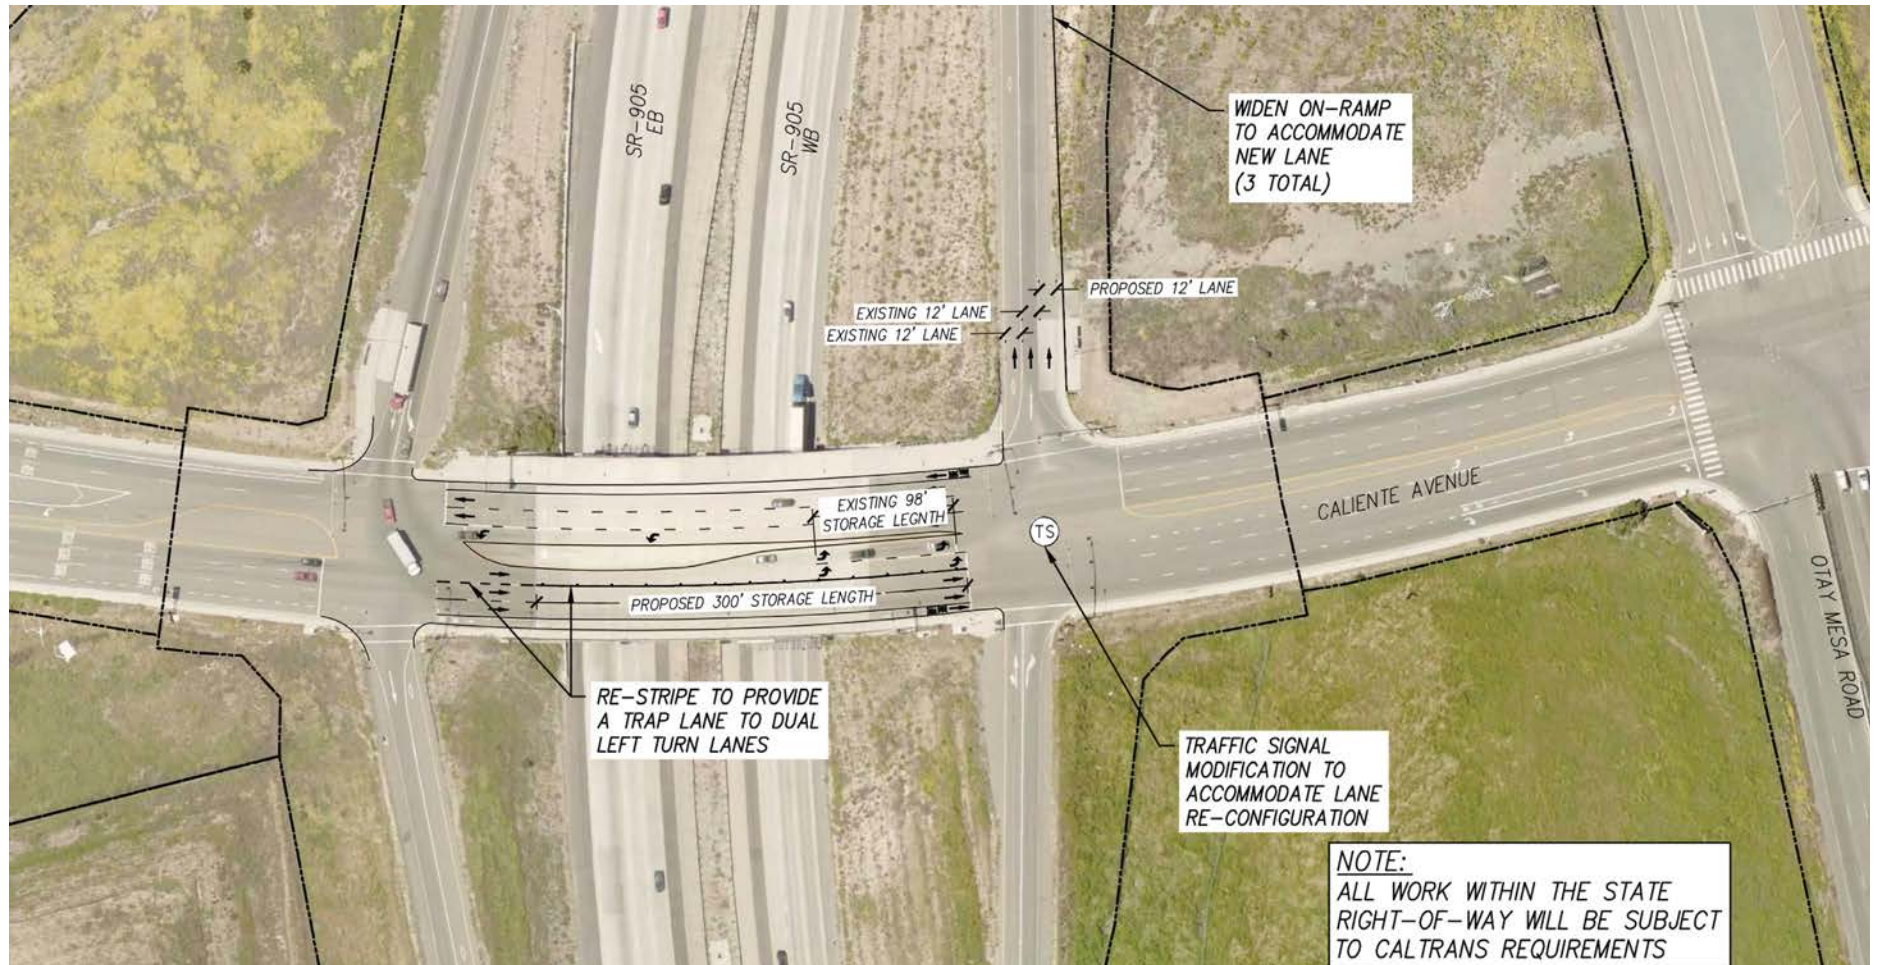 SR-905
EB
SR-905
WB
WIDEN ON-RAMP
TO ACCOMMODATE
NEW LANE
(3 TOTAL)
PROPOSED 12' LANE
EXISTING 12' LANE
EXISTING 12' LANE
EXISTING 98'
STORAGE LEGNTH
CALIENTE AVENUE
TS
PROPOSED 300' STORAGE LENGTH
OTAY MESA ROAD
RE-STRIPE TO PROVIDE
A TRAP LANE TO DUAL
LEFT TURN LANES
TRAFFIC SIGNAL
MODIFICATION TO
ACCOMMODATE LANE
RE-CONFIGURATION
NOTE:
ALL WORK WITHIN THE STATE
RIGHT-OF-WAY WILL BE SUBJECT
TO CALTRANS REQUIREMENTS